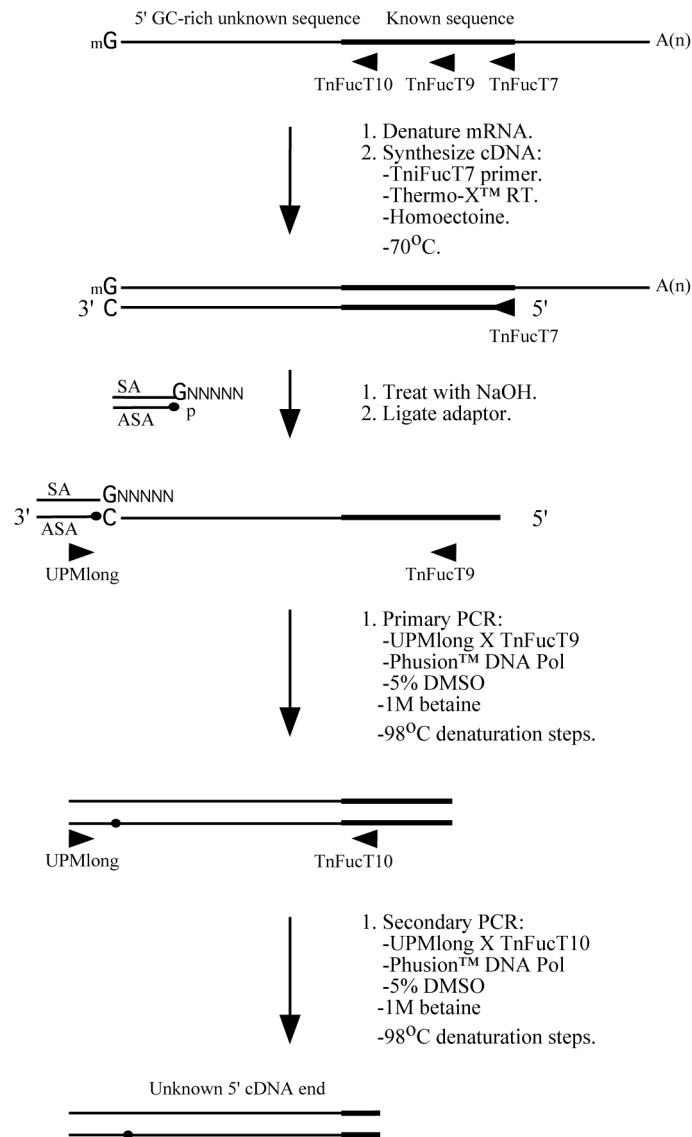 5' GC-rich unknown sequence Known sequence
mG A(n)
TnFucT10 TnFucT9 TnFucT7
1. Denature mRNA.
2. Synthesize cDNA:
-TniFucT7 primer.
-Thermo-X™ RT.
-Homoectoine.
-70°C.
mG A(n)
3' C 5'
TnFucT7
SA GNNNNN
ASA p
1. Treat with NaOH.
2. Ligate adaptor.
SA GNNNNN
3' ASA C 5'
UPMlong TnFucT9
1. Primary PCR:
-UPMlong X TnFucT9
-Phusion™ DNA Pol
-5% DMSO
-1M betaine
-98°C denaturation steps.
UPMlong TnFucT10
1. Secondary PCR:
-UPMlong X TnFucT10
-Phusion™ DNA Pol
-5% DMSO
-1M betaine
-98°C denaturation steps.
Unknown 5' cDNA end